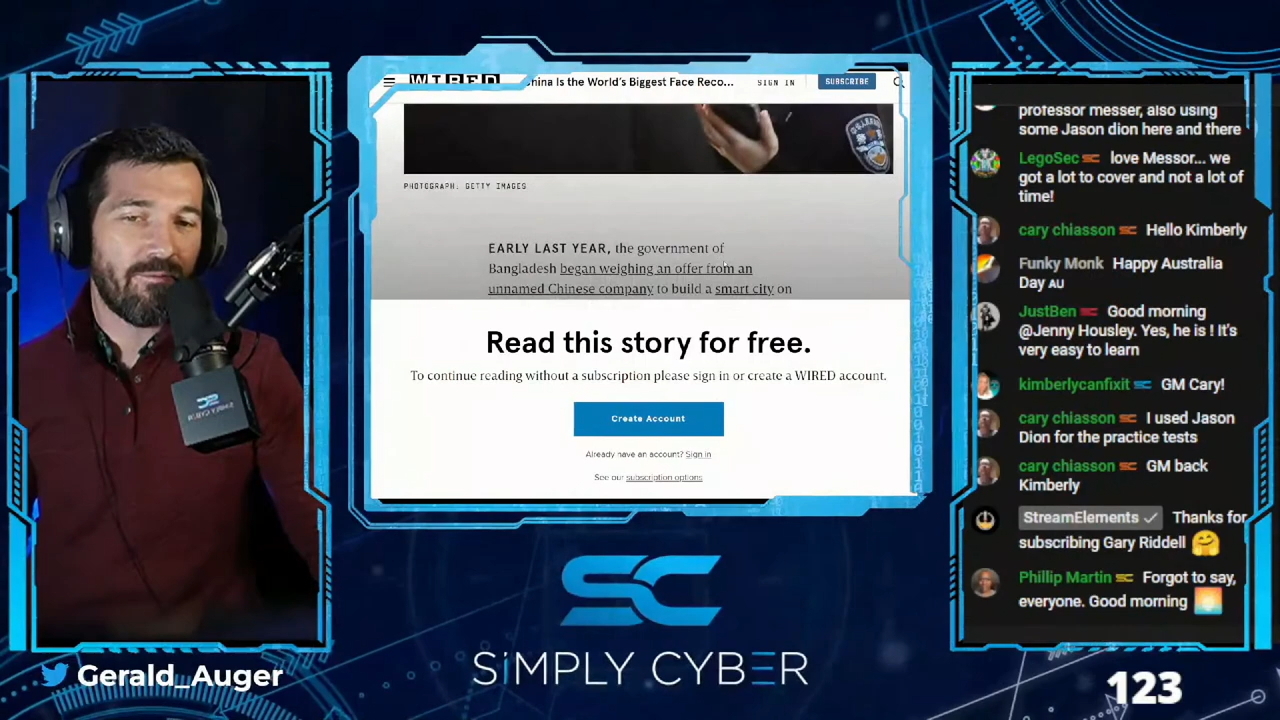 WIRED
China Is the World's Biggest Face Reco...
SIGN IN
SUBSCRIBE
PHOTOGRAPH: GETTY IMAGES
EARLY LAST YEAR, the government of
Bangladesh began weighing an offer from an
unnamed Chinese company to build a smart city on
Read this story for free.
To continue reading without a subscription please sign in or create a WIRED account.
Create Account
Already have an account? Sign in
See our subscription options
professor messer, also using
some Jason dion here and there
LegoSec love Messor... we
got a lot to cover and not a lot of
time!
cary chiasson Hello Kimberly
Funky Monk Happy Australia
Day AU
JustBen Good morning
@Jenny Housley. Yes, he is ! It's
very easy to learn
kimberlycanfixit GM Cary!
cary chiasson I used Jason
Dion for the practice tests
cary chiasson GM back
Kimberly
StreamElements Thanks for
subscribing Gary Riddell
Phillip Martin Forgot to say,
everyone. Good morning
SC
SIMPLY CYBER
Gerald_Auger
123